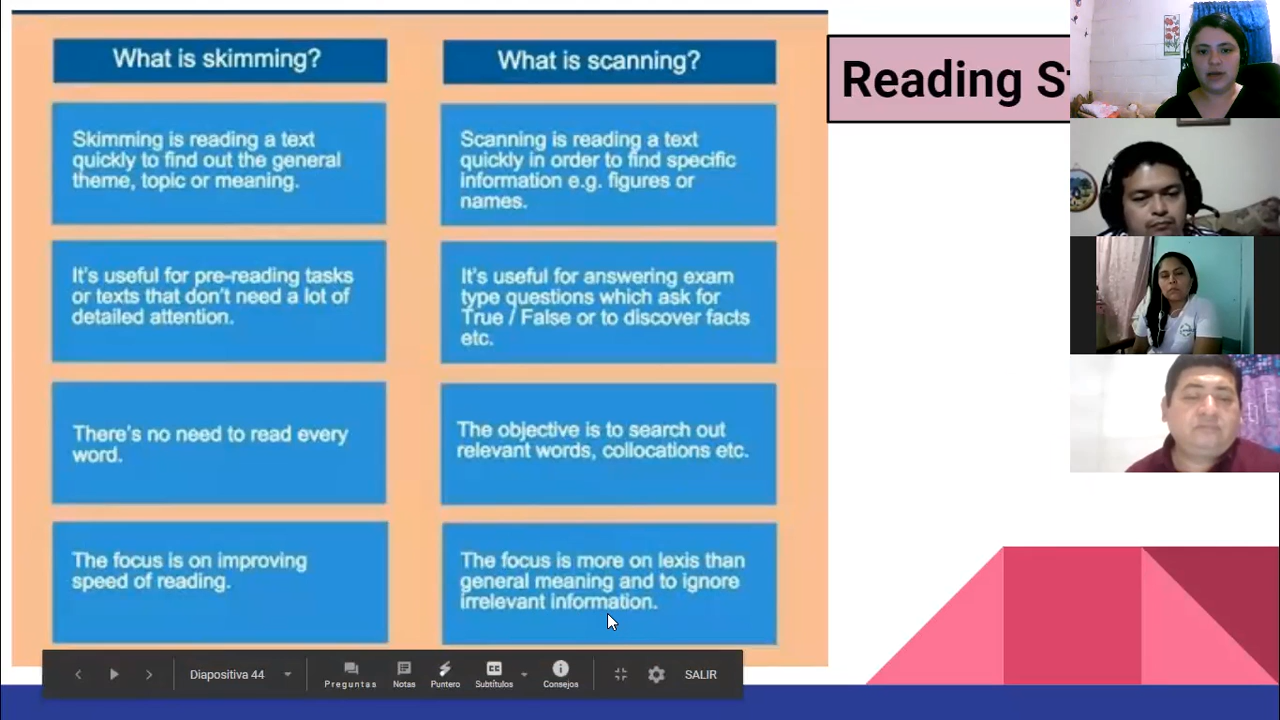 What is skimming?
Skimming is reading a text
quickly to find out the general
theme, topic or meaning.
It's useful for pre-reading tasks
or texts that don't need a lot of
detailed attention.
There's no need to read every
word.
The focus is on improving
speed of reading.
What is scanning?
Scanning is reading a text
quickly in order to find specific
information e.g. figures or
names.
It's useful for answering exam
type questions which ask for
True / False or to discover facts
etc.
The objective is to search out
relevant words, collocations etc.
The focus is more on lexis than
general meaning and to ignore
irrelevant information.
Reading
Diapositiva 44
Preguntas
Notas
Puntero
Subtítulos
Consejos
SALIR